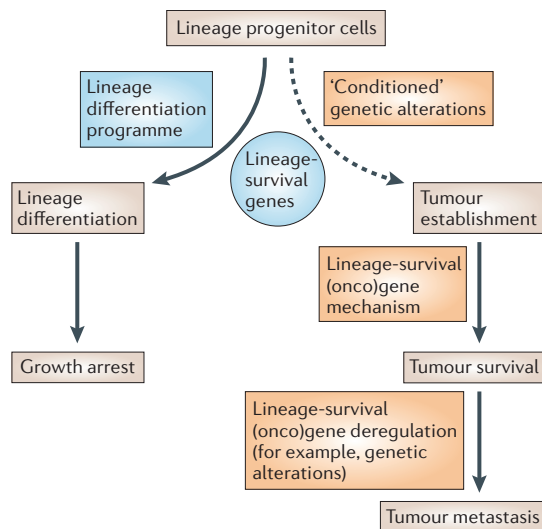 Lineage progenitor cells
Lineage
differentiation
programme
‘Conditioned’
genetic alterations
Lineage-
survival
genes
Lineage
differentiation
Tumour
establishment
Lineage-survival
(onco)gene
mechanism
Growth arrest
Tumour survival
Lineage-survival
(onco)gene deregulation
(for example, genetic
alterations)
Tumour metastasis